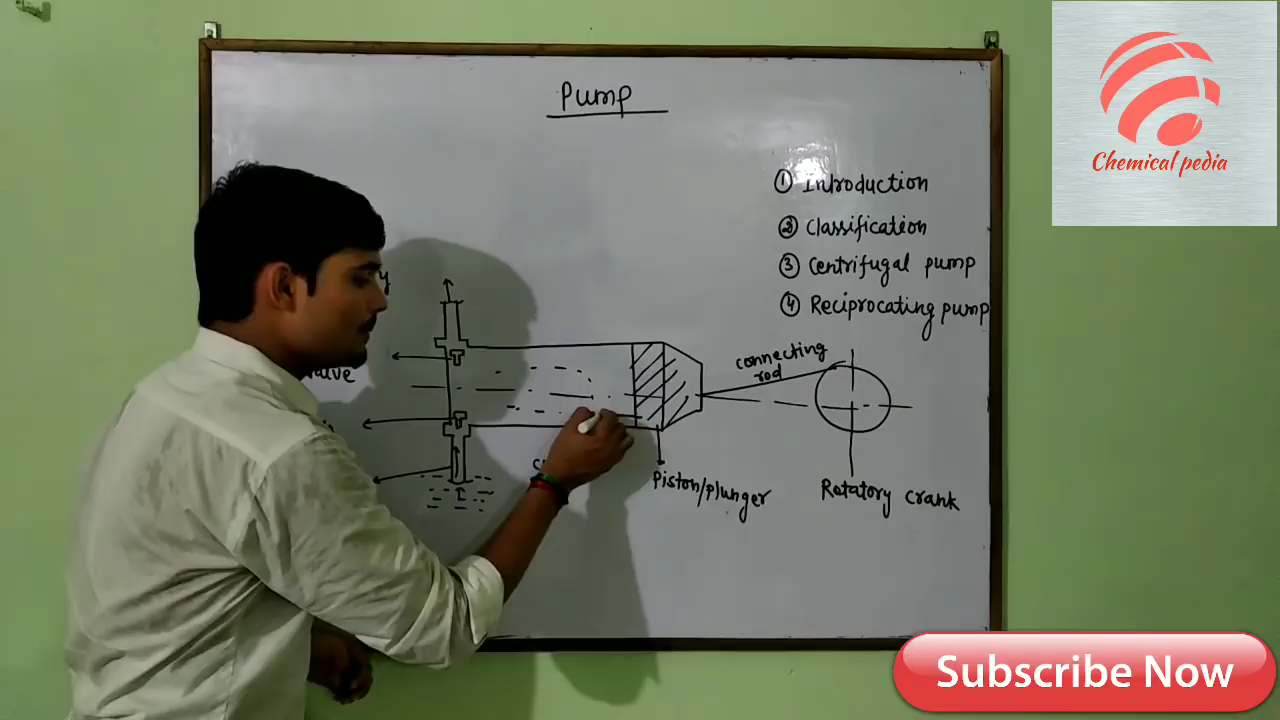 Pump
Chemical pedia
① Introduction
② Classification
③ Centrifugal pump
④ Reciprocating pump
connecting
rod
Piston/plunger
Rotatory crank
Subscribe Now